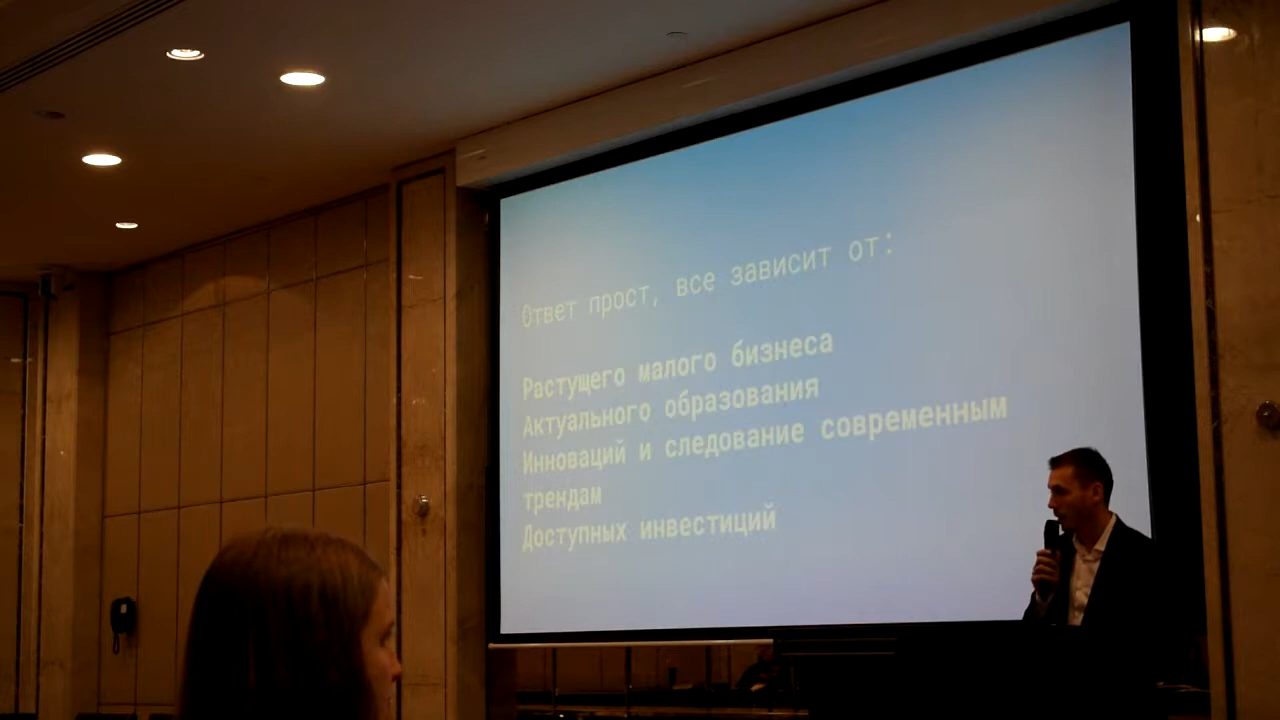 Ответ прост, все зависит от:
Растущего малого бизнеса
Актуального образования
Инноваций и следование современным
трендам
Доступных инвестиций